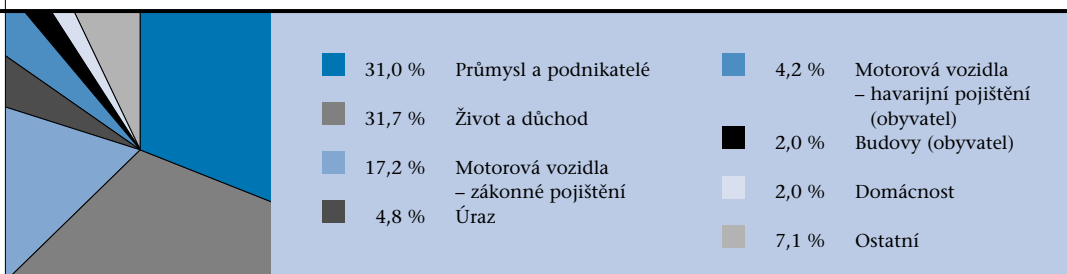 31,0 % Průmysl a podnikatelé
31,7 % Život a důchod
17,2 % Motorová vozidla
– zákonné pojištění
4,8 % Úraz
4,2 % Motorová vozidla
– havarijní pojištění
(obyvatel)
2,0 % Budovy (obyvatel)
2,0 % Domácnost
7,1 % Ostatní